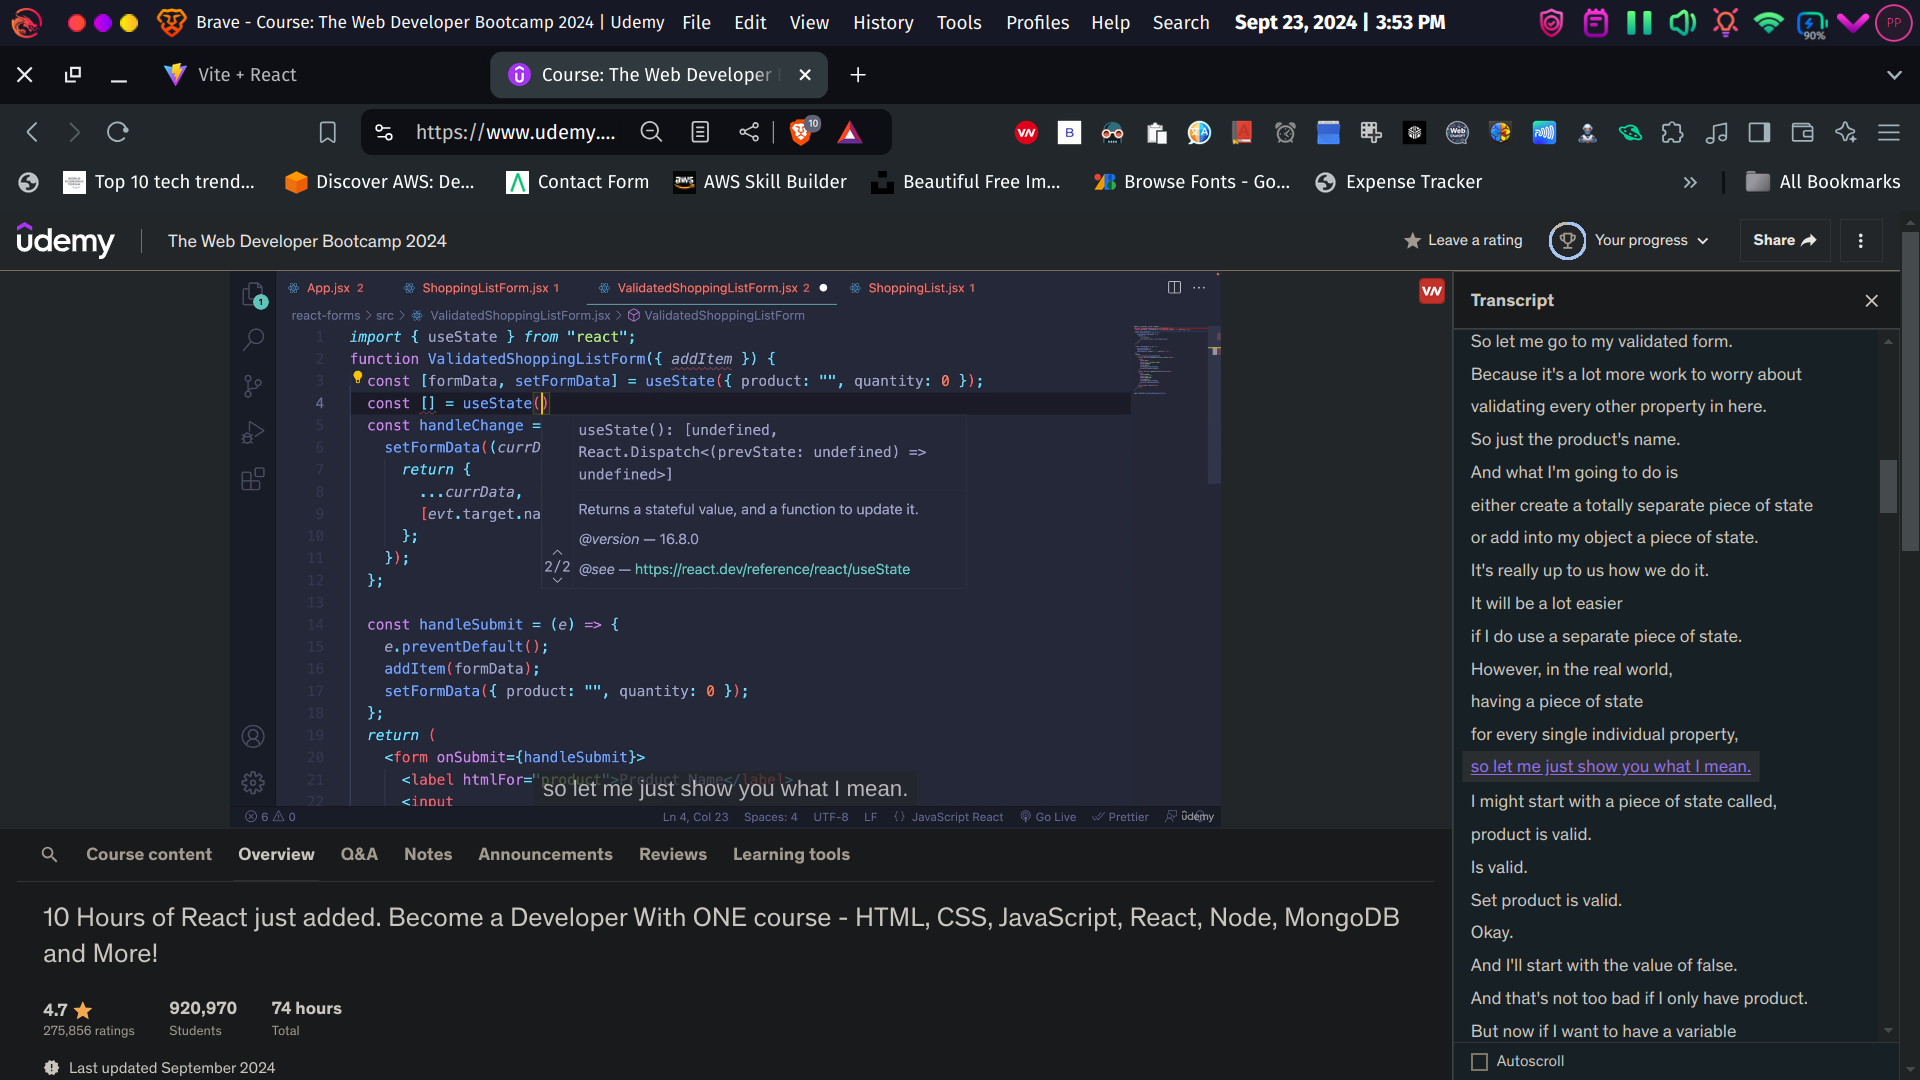 Brave - Course: The Web Developer Bootcamp 2024 | Udemy File Edit View History Tools Profiles Help Search Sept 23, 2024 | 3:53 PM 90% PP
Vite + React Course: The Web Developer
https://www.udemy.... 10
Top 10 tech trend... Discover AWS: De... Contact Form AWS Skill Builder Beautiful Free Im... Browse Fonts - Go... Expense Tracker » All Bookmarks
udemy The Web Developer Bootcamp 2024 Leave a rating Your progress Share
App.jsx 2 ShoppingListForm.jsx 1 ValidatedShoppingListForm.jsx 2 ShoppingList.jsx 1
react-forms > src > ValidatedShoppingListForm.jsx > ValidatedShoppingListForm
1 import { useState } from "react";
2 function ValidatedShoppingListForm({ addItem }) {
3 const [formData, setFormData] = useState({ product: "", quantity: 0 });
4 const [] = useState()
5 const handleChange =
6 setFormData((currD
7 return {
8 ...currData,
9 [evt.target.na
10 };
11 });
12 };
13
14 const handleSubmit = (e) => {
15 e.preventDefault();
16 addItem(formData);
17 setFormData({ product: "", quantity: 0 });
18 };
19 return (
20 <form onSubmit={handleSubmit}>
21 <label htmlFor="product">Product Name</label>
22 <input
useState(): [undefined,
React.Dispatch<(prevState: undefined) =>
undefined>]
Returns a stateful value, and a function to update it.
@version — 16.8.0
2/2 @see — https://react.dev/reference/react/useState
so let me just show you what I mean.
6 0 Ln 4, Col 23 Spaces: 4 UTF-8 LF {} JavaScript React Go Live Prettier udemy
Transcript
So let me go to my validated form.
Because it's a lot more work to worry about
validating every other property in here.
So just the product's name.
And what I'm going to do is
either create a totally separate piece of state
or add into my object a piece of state.
It's really up to us how we do it.
It will be a lot easier
if I do use a separate piece of state.
However, in the real world,
having a piece of state
for every single individual property,
so let me just show you what I mean.
I might start with a piece of state called,
product is valid.
Is valid.
Set product is valid.
Okay.
And I'll start with the value of false.
And that's not too bad if I only have product.
But now if I want to have a variable
Autoscroll
Course content Overview Q&A Notes Announcements Reviews Learning tools
10 Hours of React just added. Become a Developer With ONE course - HTML, CSS, JavaScript, React, Node, MongoDB
and More!
4.7 920,970 74 hours
275,856 ratings Students Total
Last updated September 2024